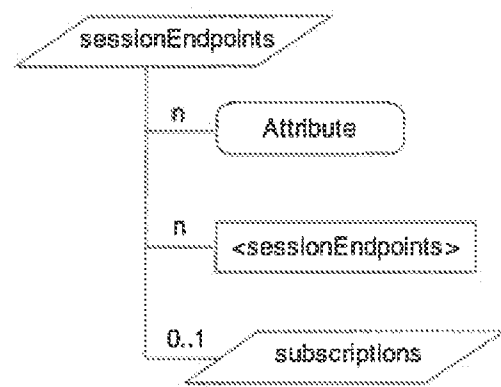 sessionEndpoints
n
Attribute
n
<sessionEndpoints>
0..1
subscriptions